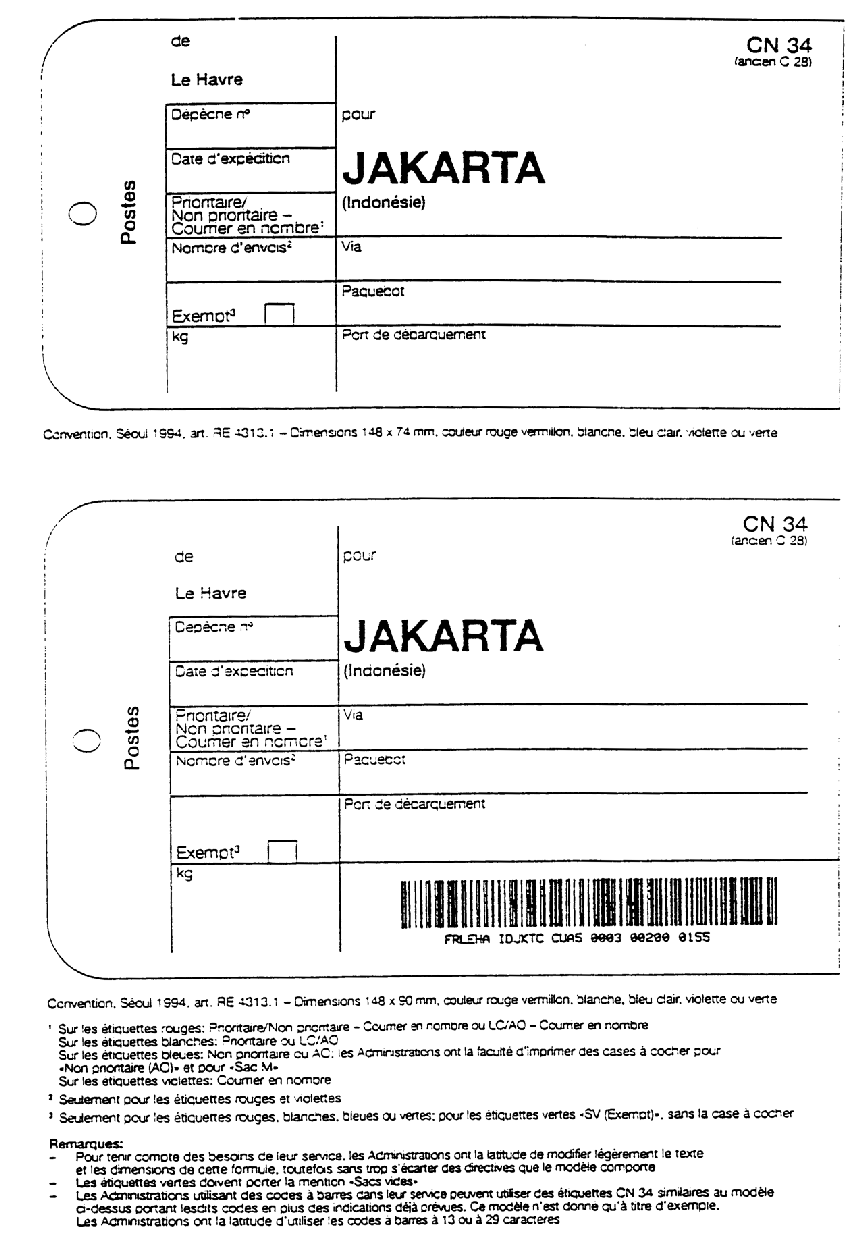 de
CN 34
(ancien C 28)
Le Havre
Dépêche nº
pour
Date d'expédition
JAKARTA
Prioritaire/
Non prioritaire –
Courrier en nombre¹
(Indonésie)
Postes
Nombre d'envois²
Via
Paquebot
Exempt³
kg
Port de débarquement
Convention, Séoul 1994, art. RE 4313.1 – Dimensions 148 x 74 mm, couleur rouge vermillon, blanche, bleu clair, violette ou verte
CN 34
(ancien C 28)
de
pour
Le Havre
Dépêche nº
JAKARTA
Date d'expédition
(Indonésie)
Prioritaire/
Non prioritaire –
Courrier en nombre¹
Via
Postes
Nombre d'envois²
Paquebot
Port de débarquement
Exempt³
kg
FRLEHA IDJKTC CUAS 0003 00200 0155
Convention, Séoul 1994, art. RE 4313.1 – Dimensions 148 x 90 mm, couleur rouge vermillon, blanche, bleu clair, violette ou verte
¹ Sur les étiquettes rouges: Prioritaire/Non prioritaire – Courrier en nombre ou LC/AO – Courrier en nombre
Sur les étiquettes blanches: Prioritaire ou LC/AO
Sur les étiquettes bleues: Non prioritaire ou AO; les Administrations ont la faculté d'imprimer des cases à cocher pour
«Non prioritaire (AO)» et pour «Sac M»
Sur les étiquettes violettes: Courrier en nombre
² Seulement pour les étiquettes rouges et violettes
³ Seulement pour les étiquettes rouges, blanches, bleues ou vertes; pour les étiquettes vertes «SV (Exempt)», sans la case à cocher
Remarques:
– Pour tenir compte des besoins de leur service, les Administrations ont la latitude de modifier légèrement le texte
et les dimensions de cette formule, toutefois sans trop s'écarter des directives que le modèle comporte
– Les étiquettes vertes doivent porter la mention «Sacs vides»
– Les Administrations utilisant des codes à barres dans leur service peuvent utiliser des étiquettes CN 34 similaires au modèle
ci-dessus portant lesdits codes en plus des indications déjà prévues. Ce modèle n'est donné qu'à titre d'exemple.
Les Administrations ont la latitude d'utiliser les codes à barres à 13 ou à 29 caractères